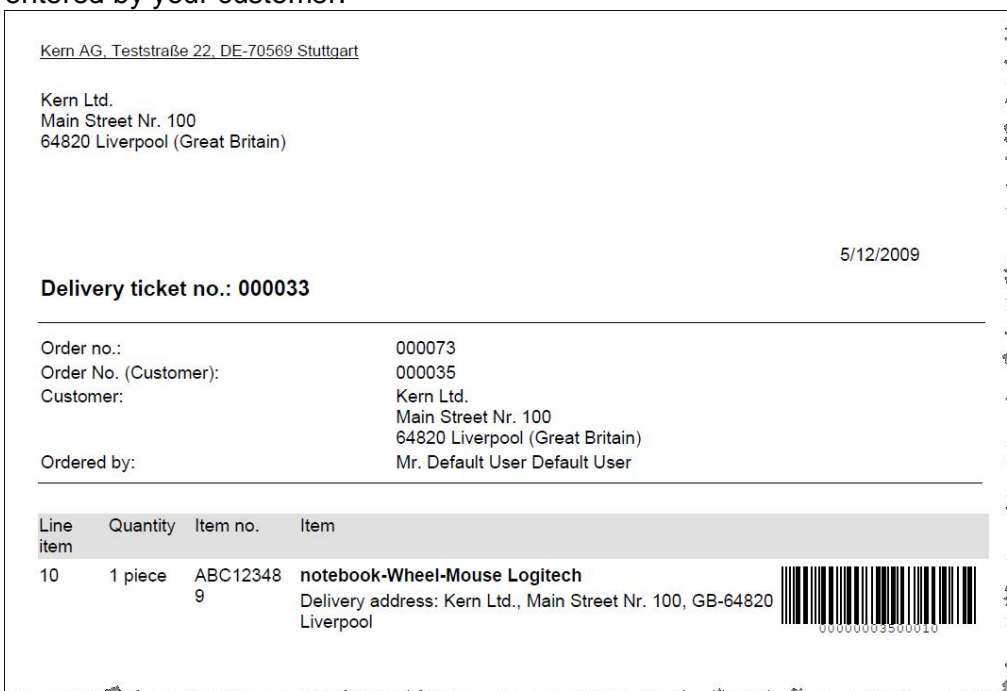 entered by your customer.
Kern AG, Teststraße 22, DE-70569 Stuttgart
Kern Ltd.
Main Street Nr. 100
64820 Liverpool (Great Britain)
5/12/2009
Delivery ticket no.: 000033
Order no.: 000073
Order No. (Customer): 000035
Customer: Kern Ltd.
Main Street Nr. 100
64820 Liverpool (Great Britain)
Ordered by: Mr. Default User Default User
Line Quantity Item no. Item
item
10 1 piece ABC12348 notebook-Wheel-Mouse Logitech
9 Delivery address: Kern Ltd., Main Street Nr. 100, GB-64820
Liverpool
00000003500010